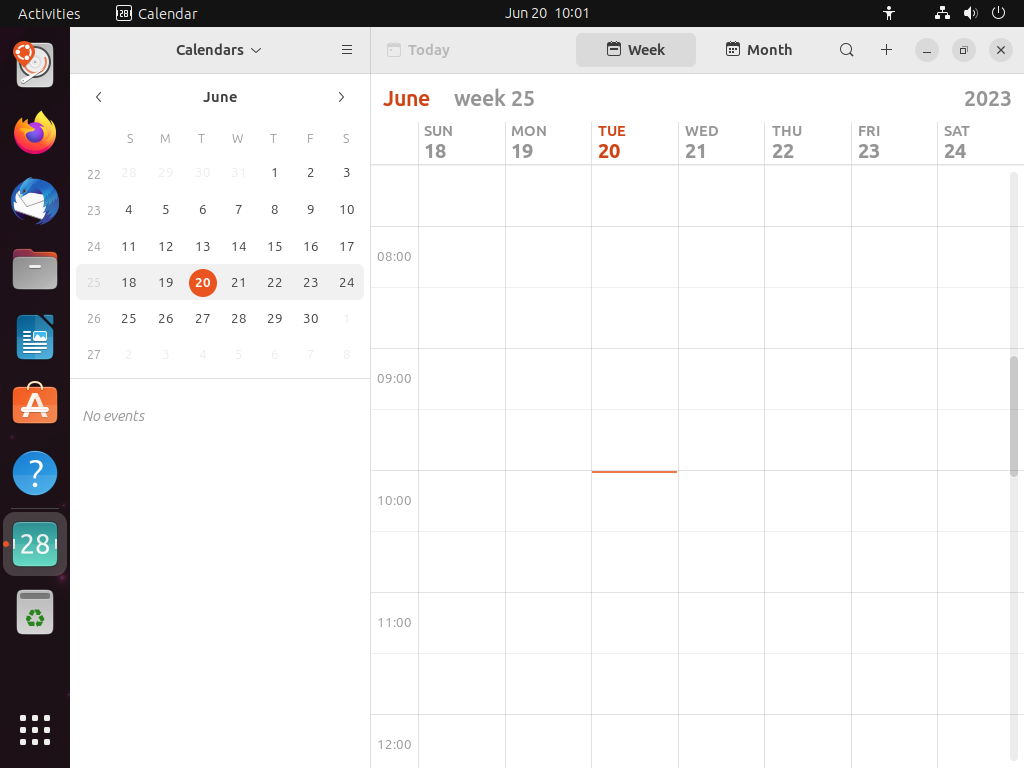 Activities Calendar Jun 20 10:01
Calendars Today Week Month
June
S M T W T F S
22 28 29 30 31 1 2 3
23 4 5 6 7 8 9 10
24 11 12 13 14 15 16 17
25 18 19 20 21 22 23 24
26 25 26 27 28 29 30 1
27 2 3 4 5 6 7 8
No events
June week 25 2023
SUN MON TUE WED THU FRI SAT
18 19 20 21 22 23 24
08:00
09:00
10:00
11:00
12:00
28